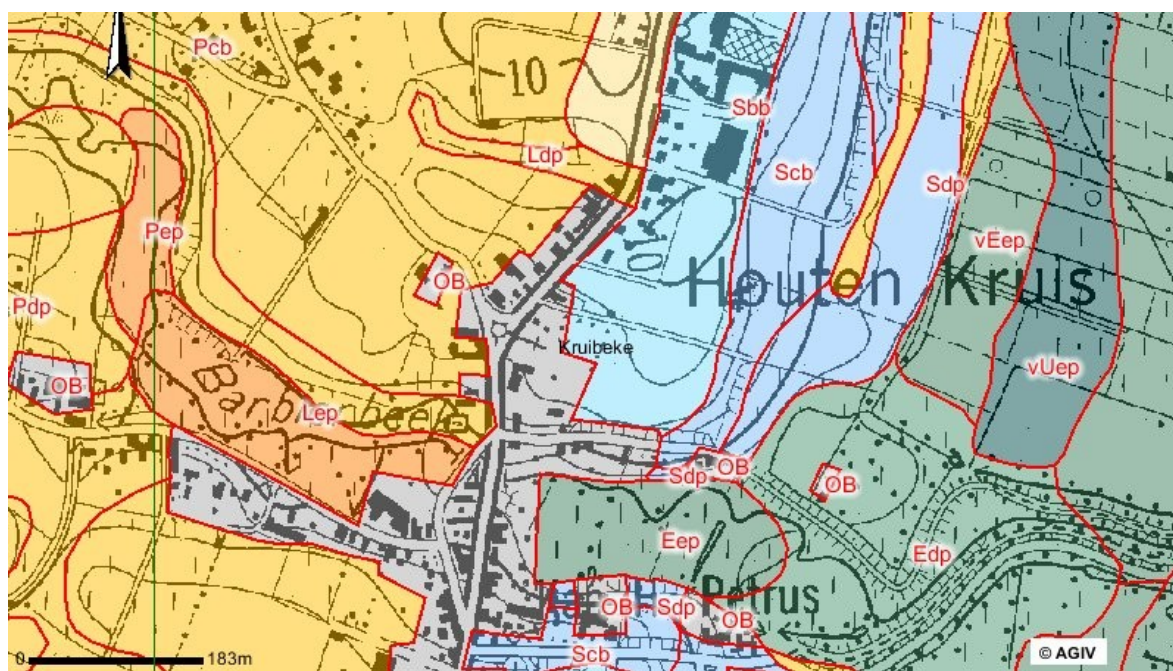 Pcb
10
Sbb
Ldp
Scb
Sdp
Pep
vEep
OB
Houten Kruis
Pdp
Kruibeke
vUep
OB
Lep
Sdp
OB
OB
Eep
Edp
OB
Sdp
OB
Scb
0
183m
© AGIV